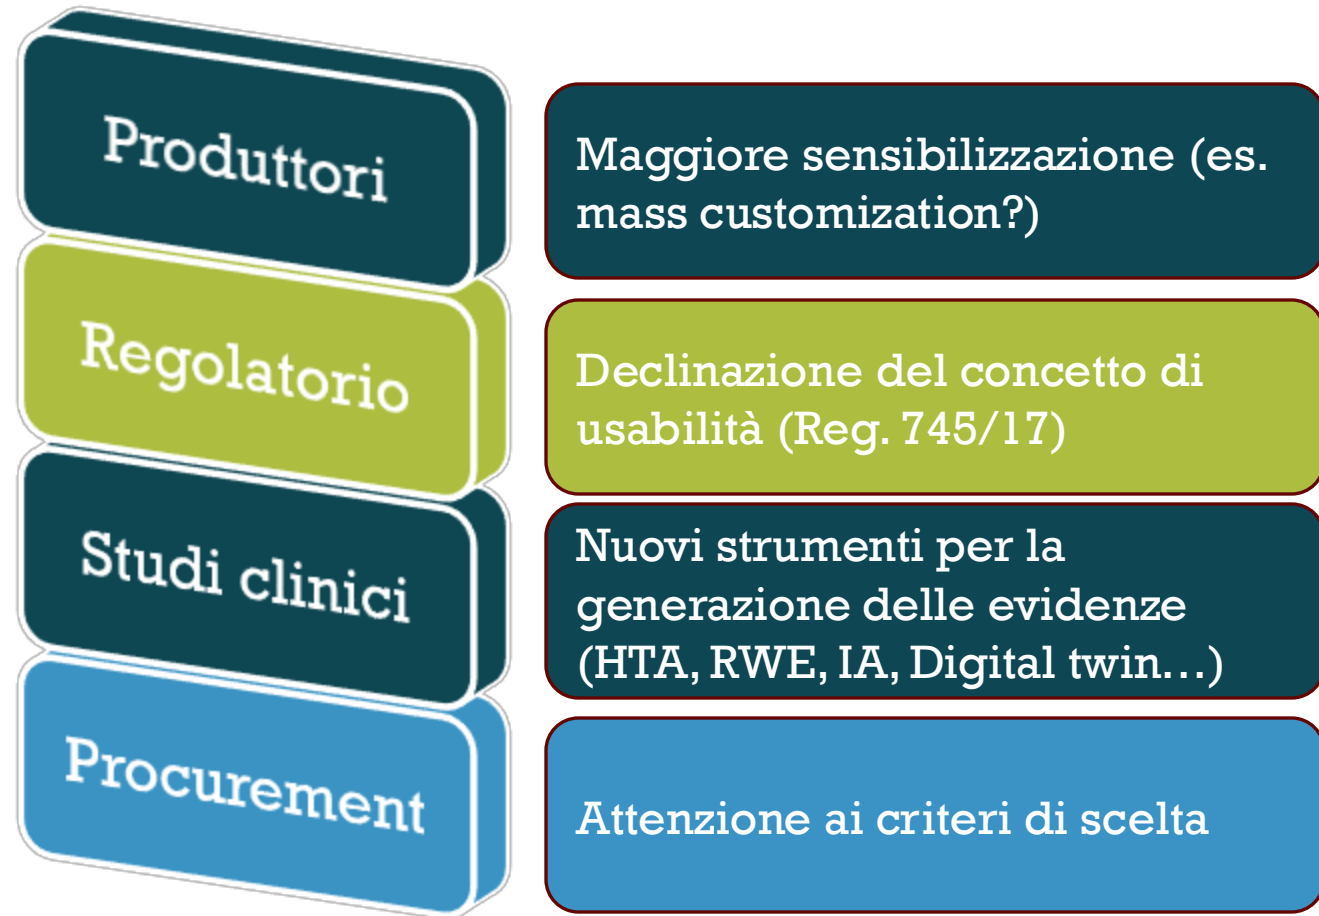 Produttori
Maggiore sensibilizzazione (es.
mass customization?)
Regolatorio
Declinazione del concetto di
usabilità (Reg. 745/17)
Studi clinici
Nuovi strumenti per la
generazione delle evidenze
(HTA, RWE, IA, Digital twin…)
Procurement
Attenzione ai criteri di scelta